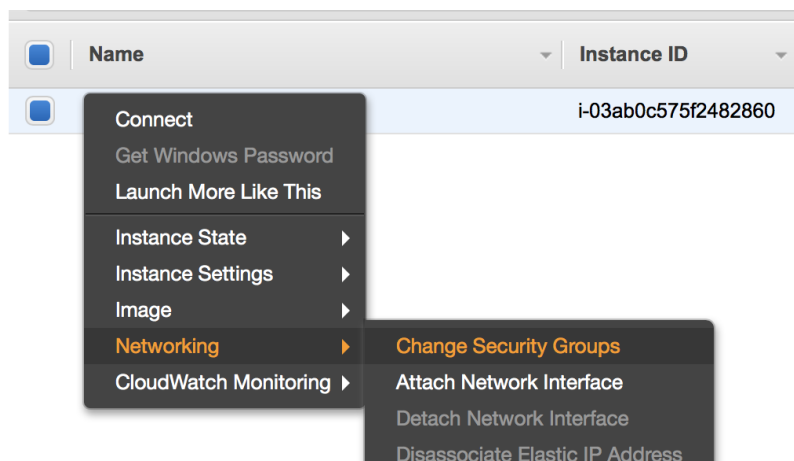 Name
Instance ID
i-03ab0c575f2482860
Connect
Get Windows Password
Launch More Like This
Instance State
Instance Settings
Image
Networking
CloudWatch Monitoring
Change Security Groups
Attach Network Interface
Detach Network Interface
Disassociate Elastic IP Address